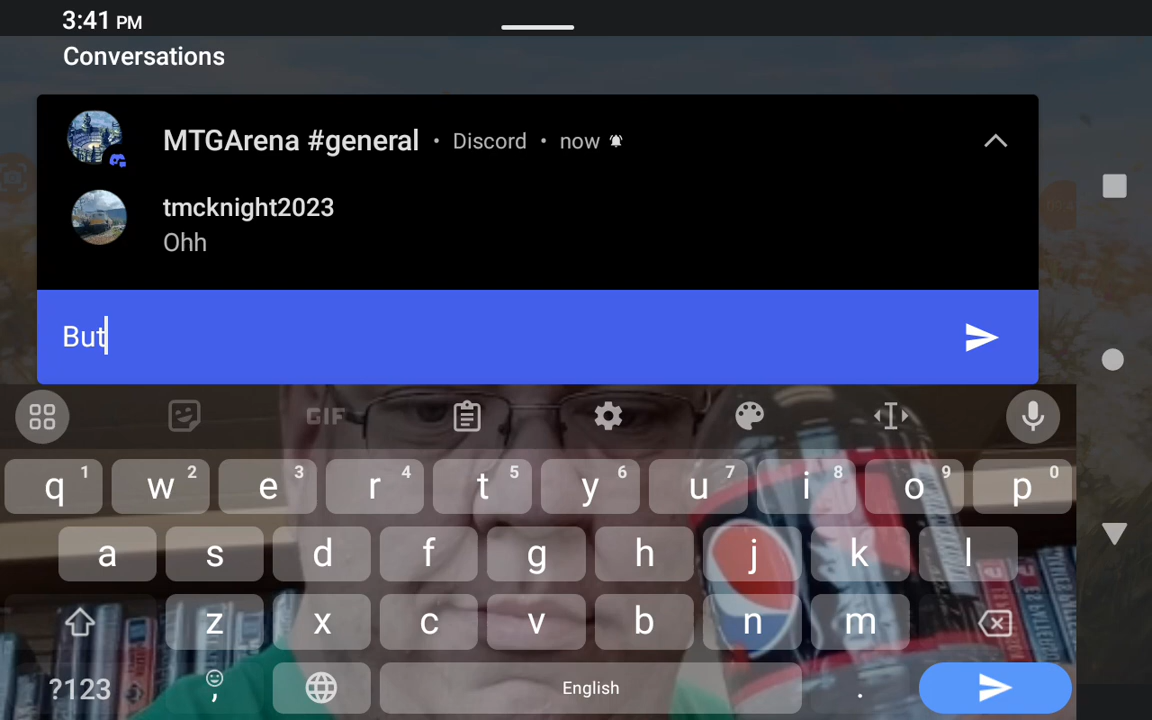 3:41 PM
Conversations
MTGArena #general • Discord • now
tmcknight2023
Ohh
But
GIF
q 1 w 2 e 3 r 4 t 5 y 6 u 7 i 8 o 9 p 0
a s d f g h j k l
z x c v b n m
?123 , English .